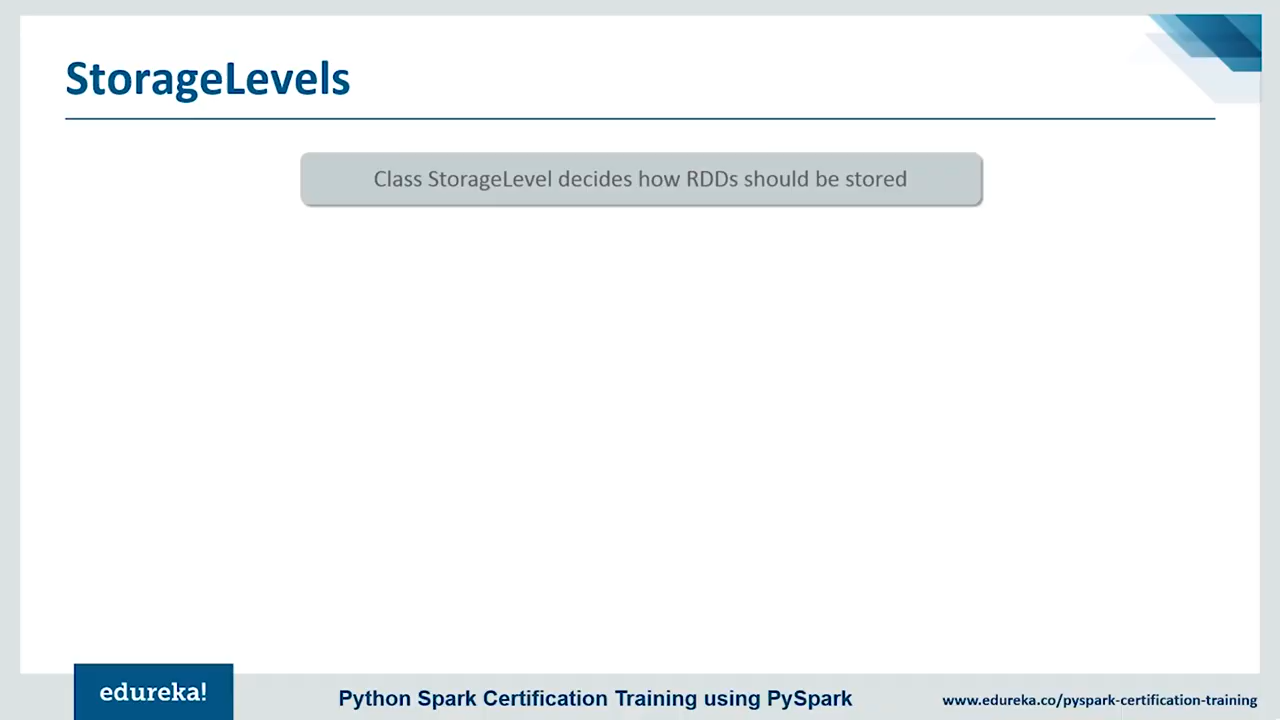 StorageLevels
Class StorageLevel decides how RDDs should be stored
edureka!
Python Spark Certification Training using PySpark
www.edureka.co/pyspark-certification-training